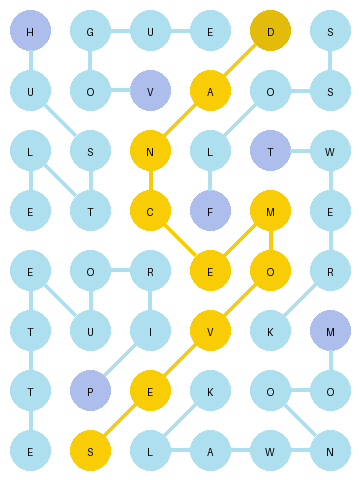 H G U E D S
U O V A O S
L S N L T W
E T C F M E
E O R E O R
T U I V K M
T P E K O O
E S L A W N